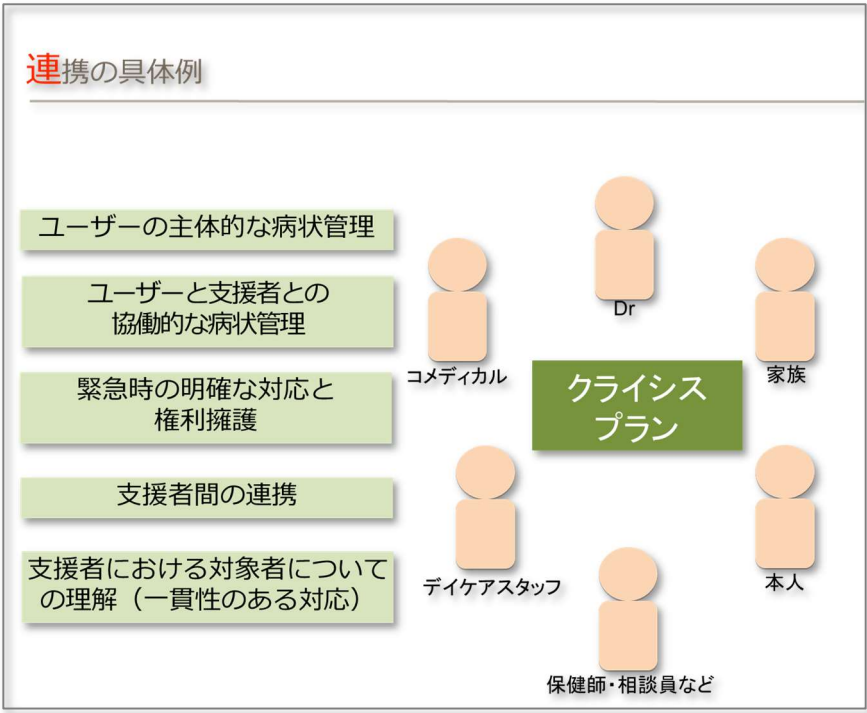 連携の具体例
ユーザーの主体的な病状管理
ユーザーと支援者との
協働的な病状管理
緊急時の明確な対応と
権利擁護
支援者間の連携
支援者における対象者について
の理解（一貫性のある対応）
Dr
コメディカル
家族
クライシス
プラン
デイケアスタッフ
本人
保健師・相談員など